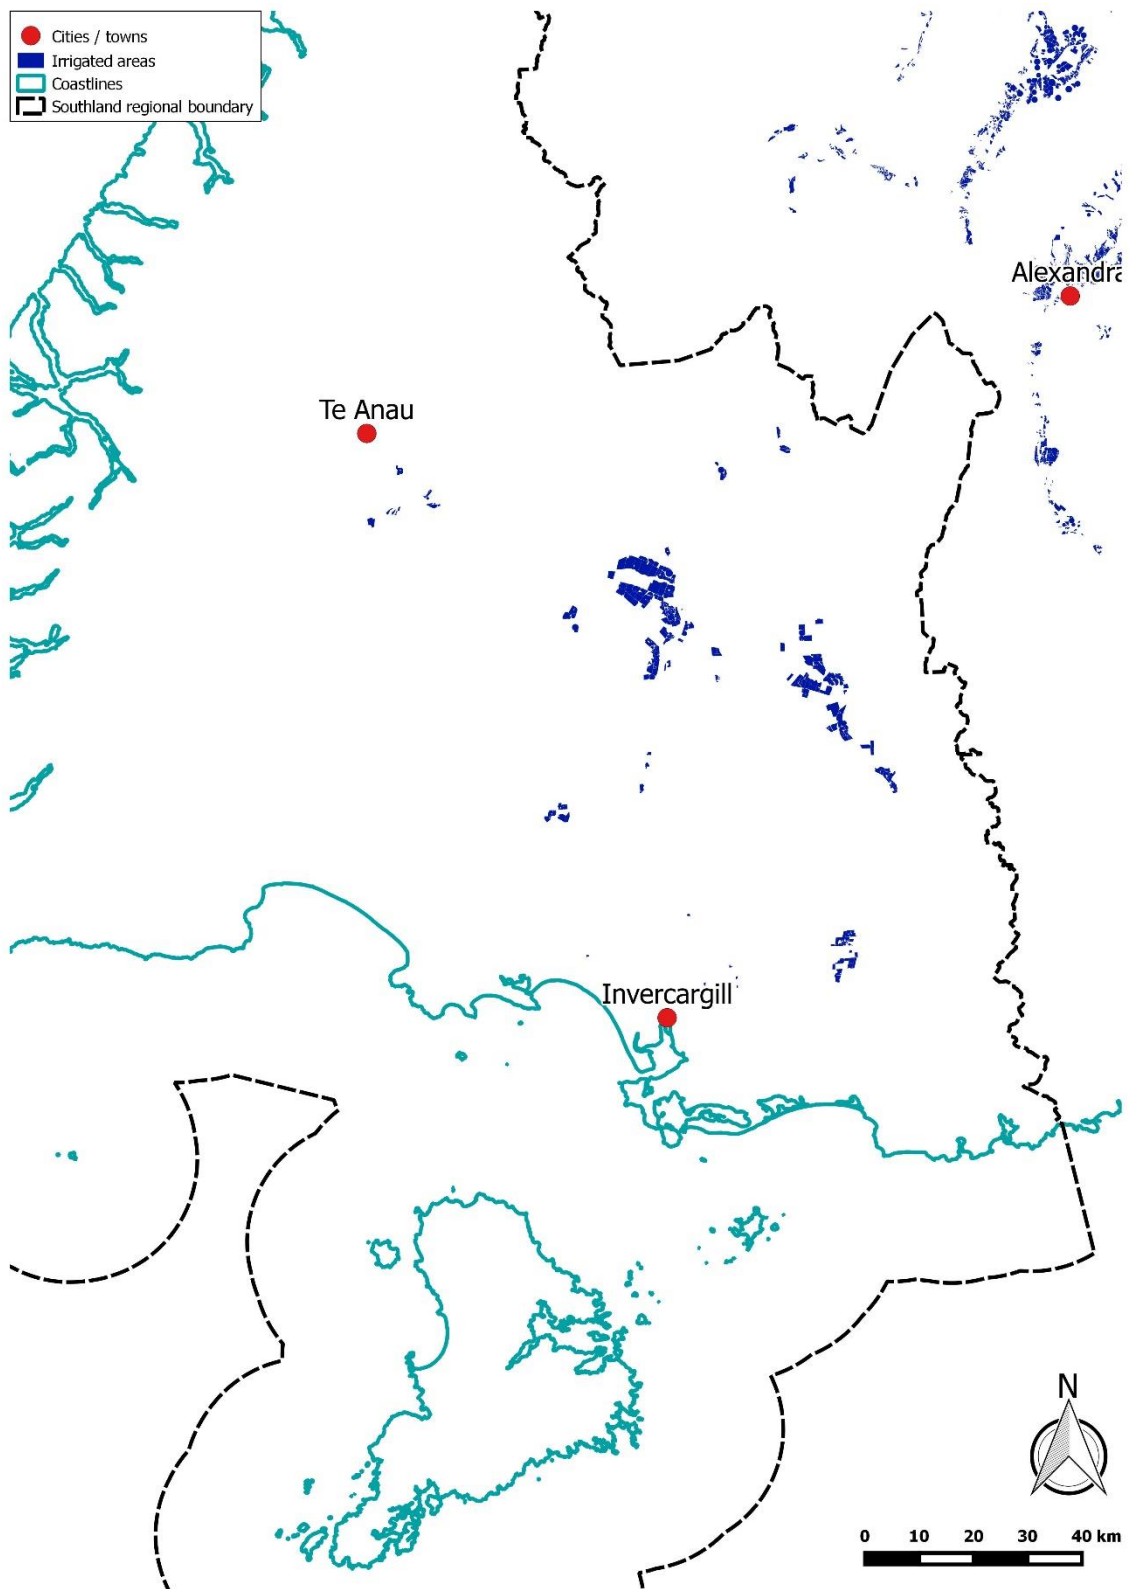 Cities / towns
Irrigated areas
Coastlines
Southland regional boundary
Alexandra
Te Anau
Invercargill
N
0 10 20 30 40 km